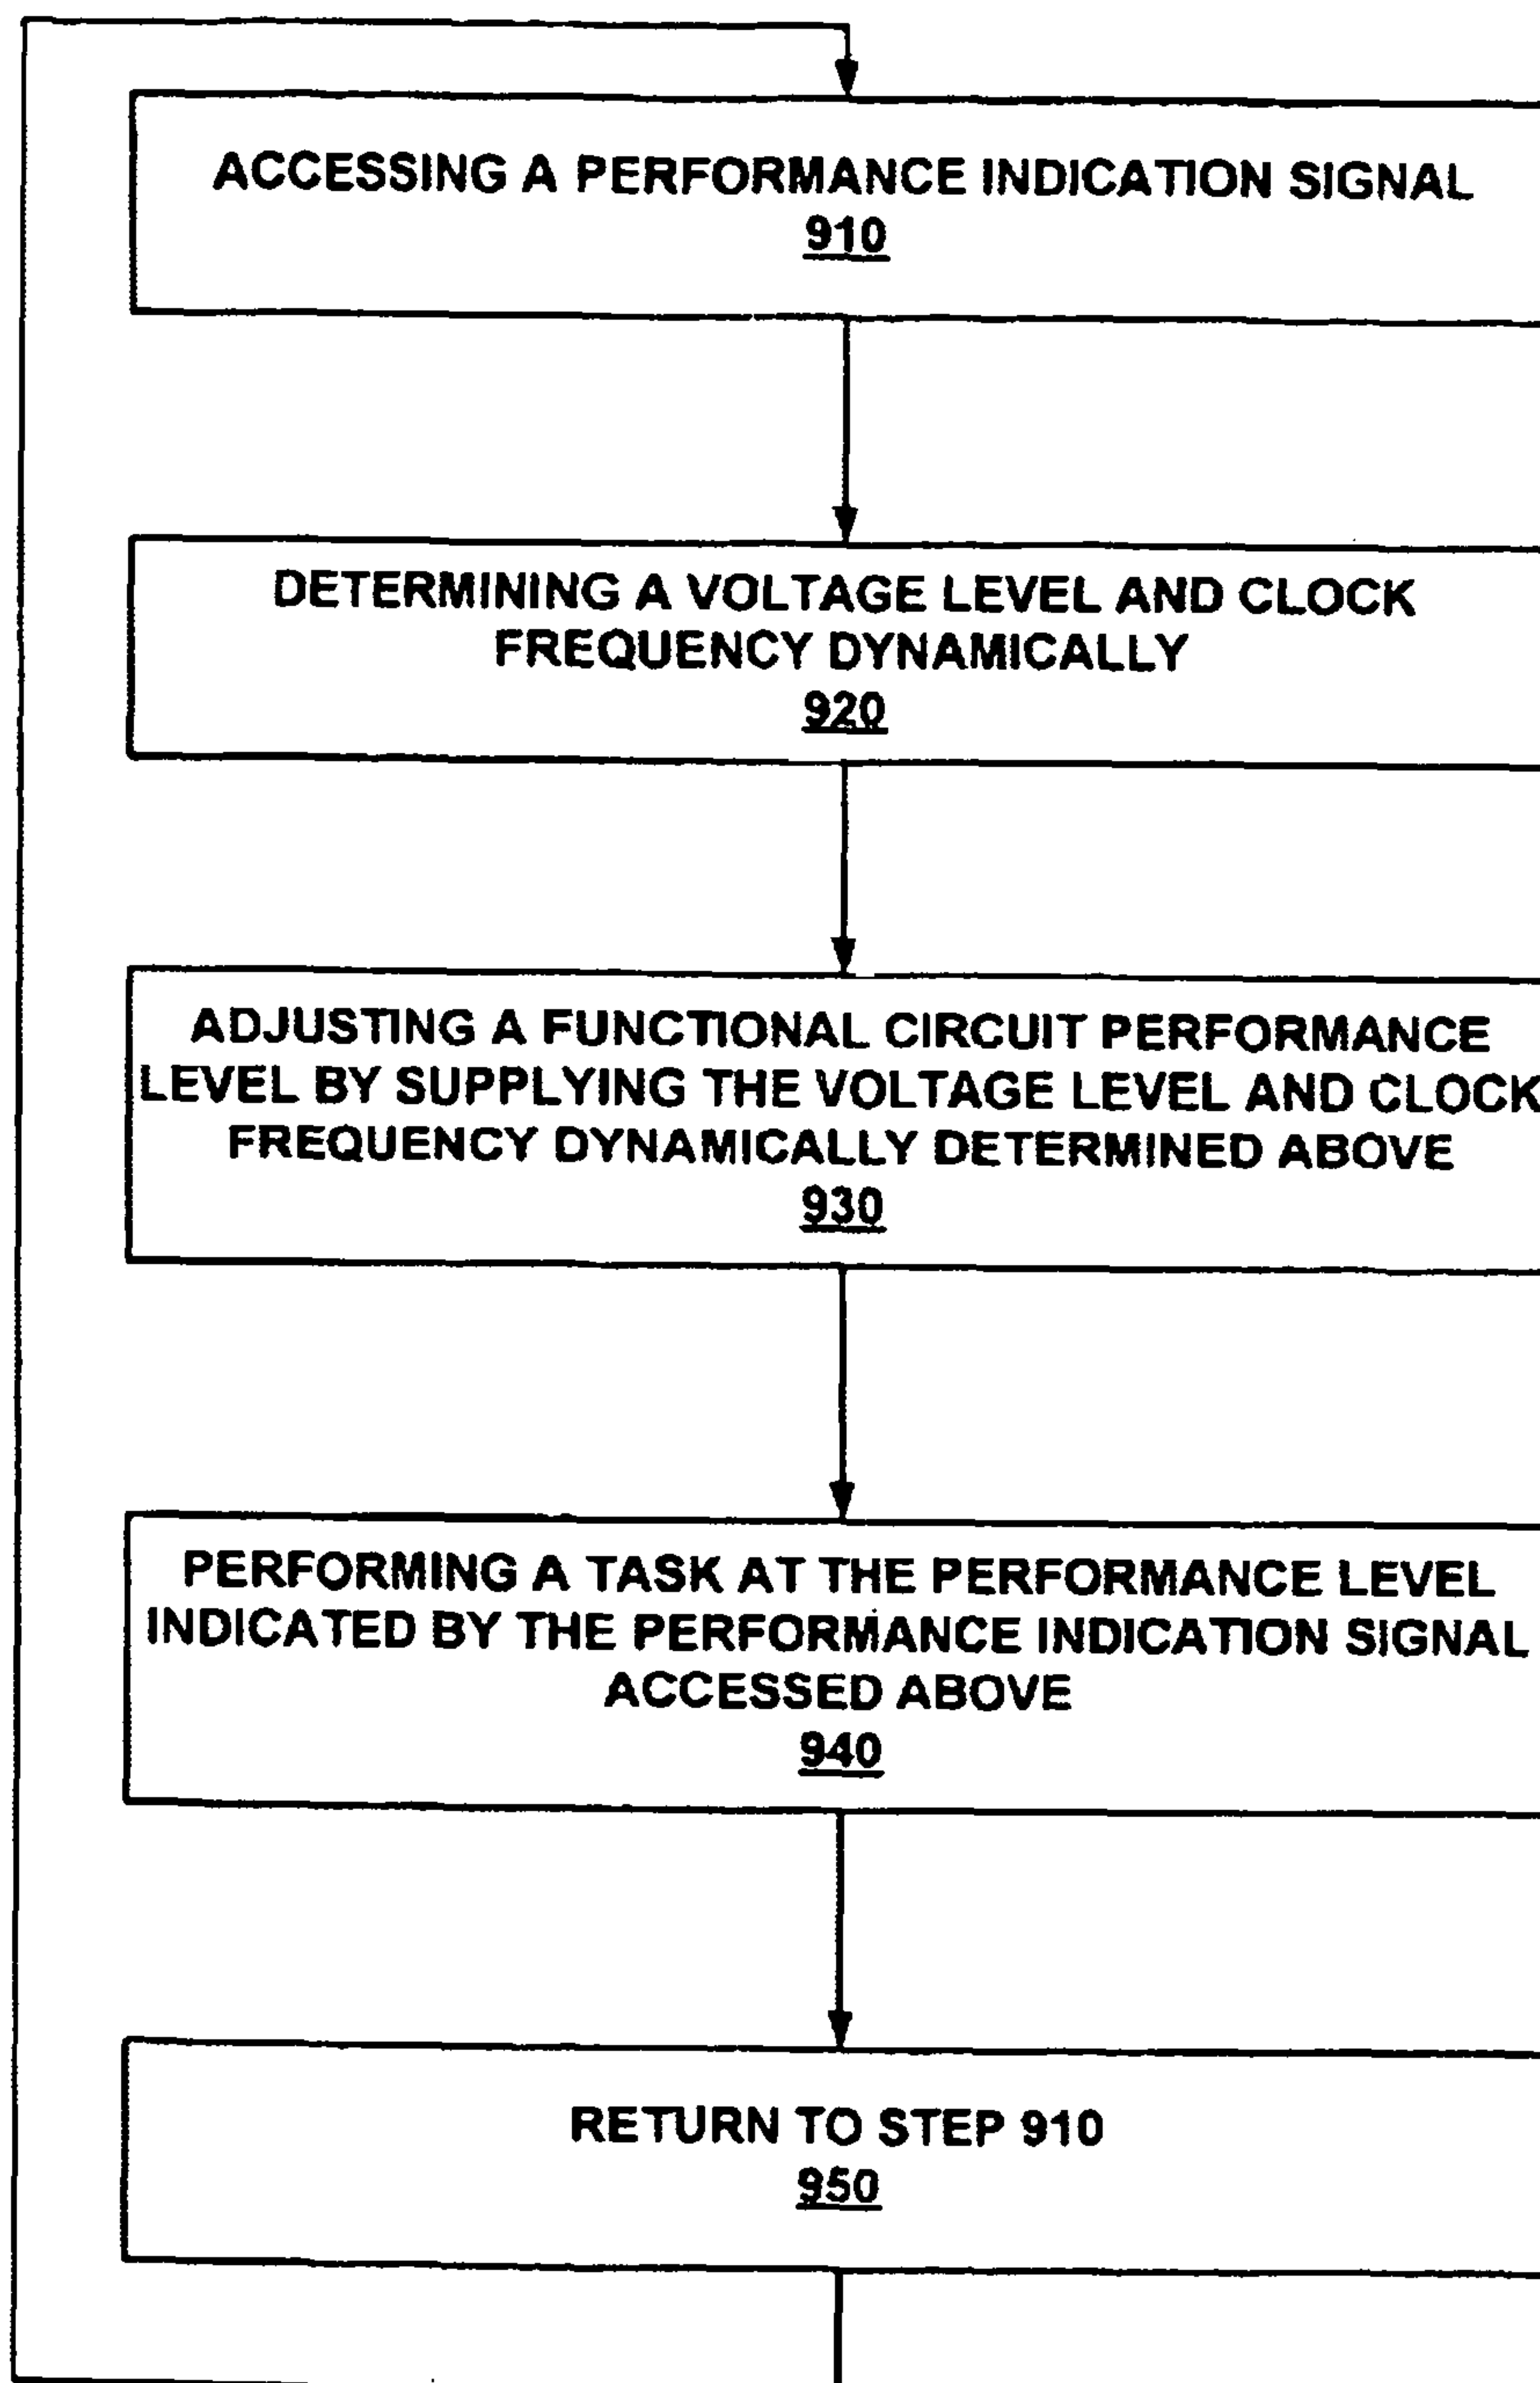 ACCESSING A PERFORMANCE INDICATION SIGNAL
910
DETERMINING A VOLTAGE LEVEL AND CLOCK
FREQUENCY DYNAMICALLY
920
ADJUSTING A FUNCTIONAL CIRCUIT PERFORMANCE
LEVEL BY SUPPLYING THE VOLTAGE LEVEL AND CLOCK
FREQUENCY DYNAMICALLY DETERMINED ABOVE
930
PERFORMING A TASK AT THE PERFORMANCE LEVEL
INDICATED BY THE PERFORMANCE INDICATION SIGNAL
ACCESSED ABOVE
940
RETURN TO STEP 910
950